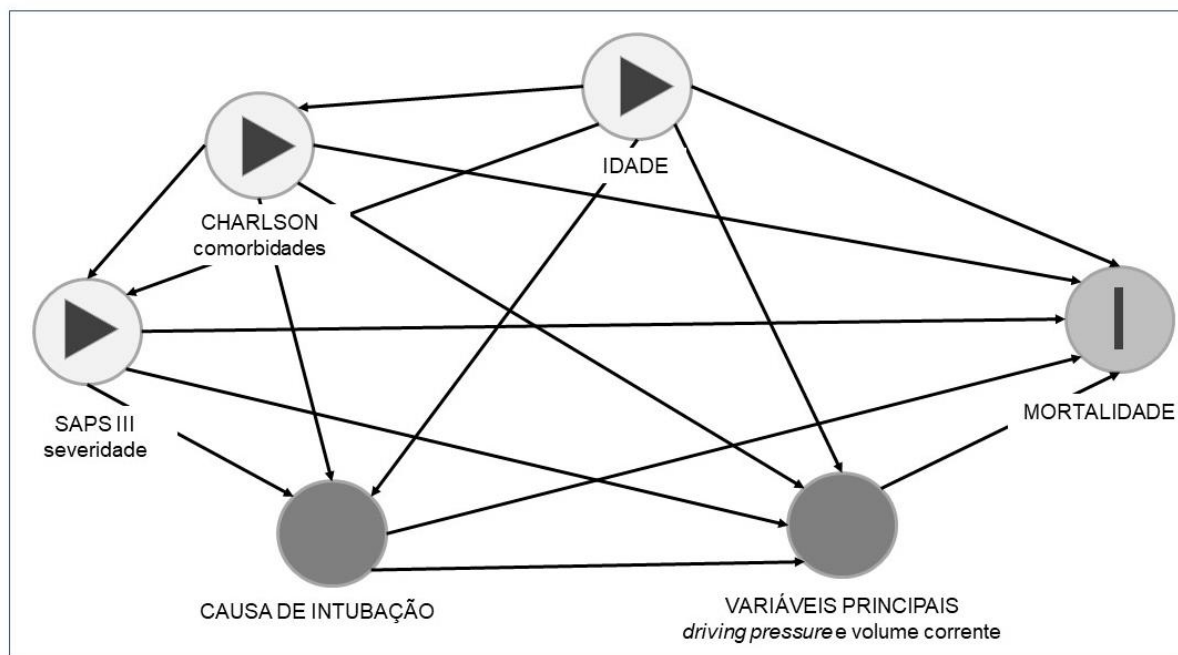 IDADE
CHARLSON
comorbidades
SAPS III
severidade
MORTALIDADE
CAUSA DE INTUBAÇÃO
VARIÁVEIS PRINCIPAIS
driving pressure e volume corrente